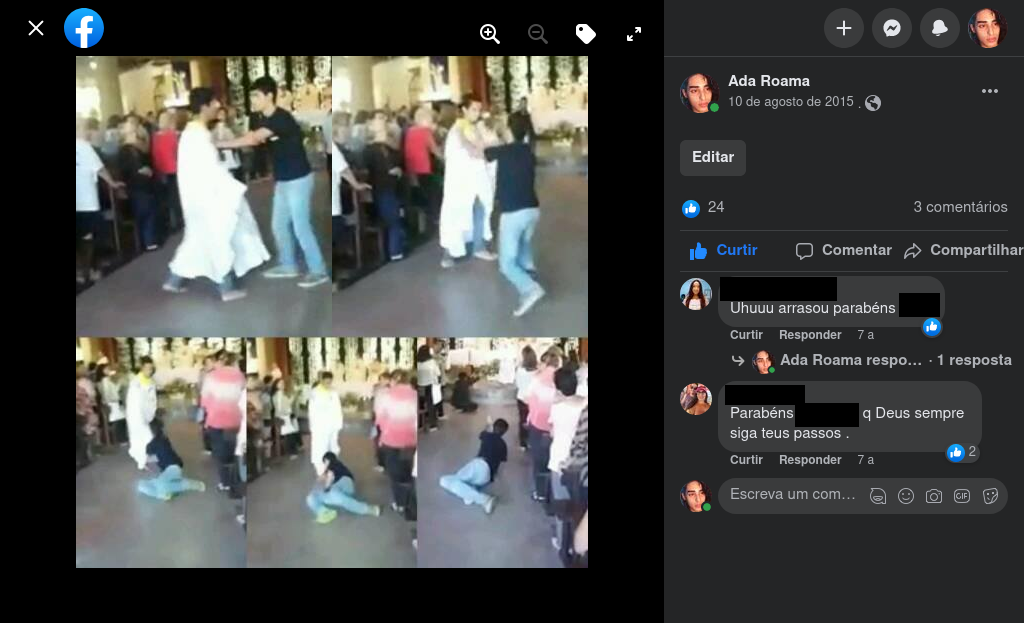 Ada Roama
10 de agosto de 2015 .
Editar
24
3 comentários
Curtir
Comentar
Compartilhar
Uhuuu arrasou parabéns
Curtir Responder 7 a
Ada Roama respo... · 1 resposta
Parabéns q Deus sempre
siga teus passos .
2
Curtir Responder 7 a
Escreva um com...
GIF